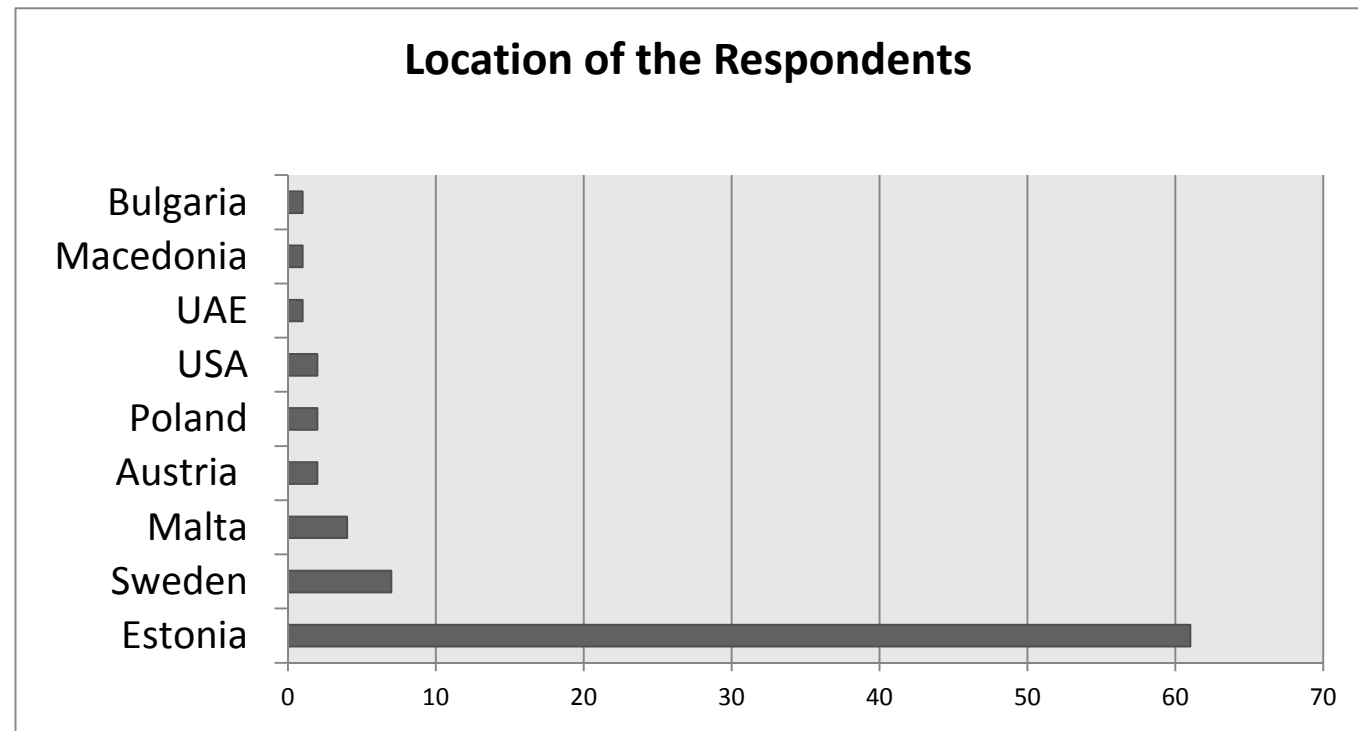 Location of the Respondents
Bulgaria
Macedonia
UAE
USA
Poland
Austria
Malta
Sweden
Estonia
0 10 20 30 40 50 60 70